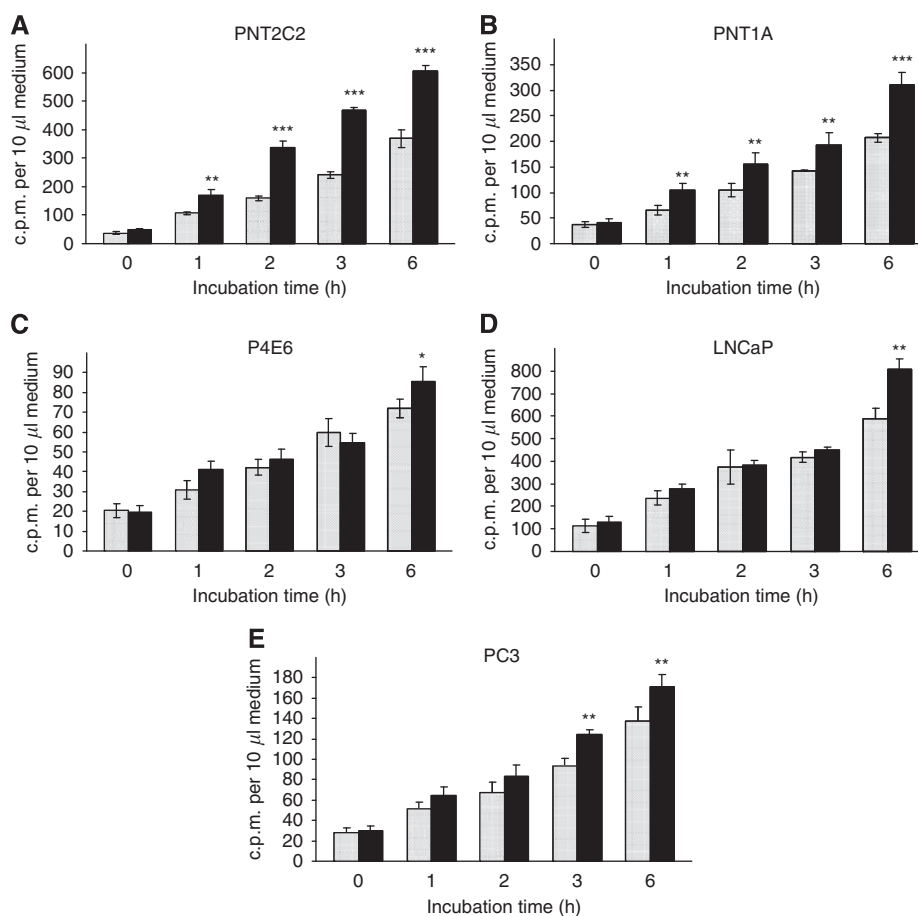 A
PNT2C2
c.p.m. per 10 μl medium
600
500
400
300
200
100
0
** *** *** ***
0 1 2 3 6
Incubation time (h)
B
PNT1A
c.p.m. per 10 μl medium
350
300
250
200
150
100
50
0
** ** ** ***
0 1 2 3 6
Incubation time (h)
C
P4E6
c.p.m. per 10 μl medium
90
80
70
60
50
40
30
20
10
0
*
0 1 2 3 6
Incubation time (h)
D
LNCaP
c.p.m. per 10 μl medium
800
700
600
500
400
300
200
100
0
**
0 1 2 3 6
Incubation time (h)
E
PC3
c.p.m. per 10 μl medium
180
160
140
120
100
80
60
40
20
0
** **
0 1 2 3 6
Incubation time (h)